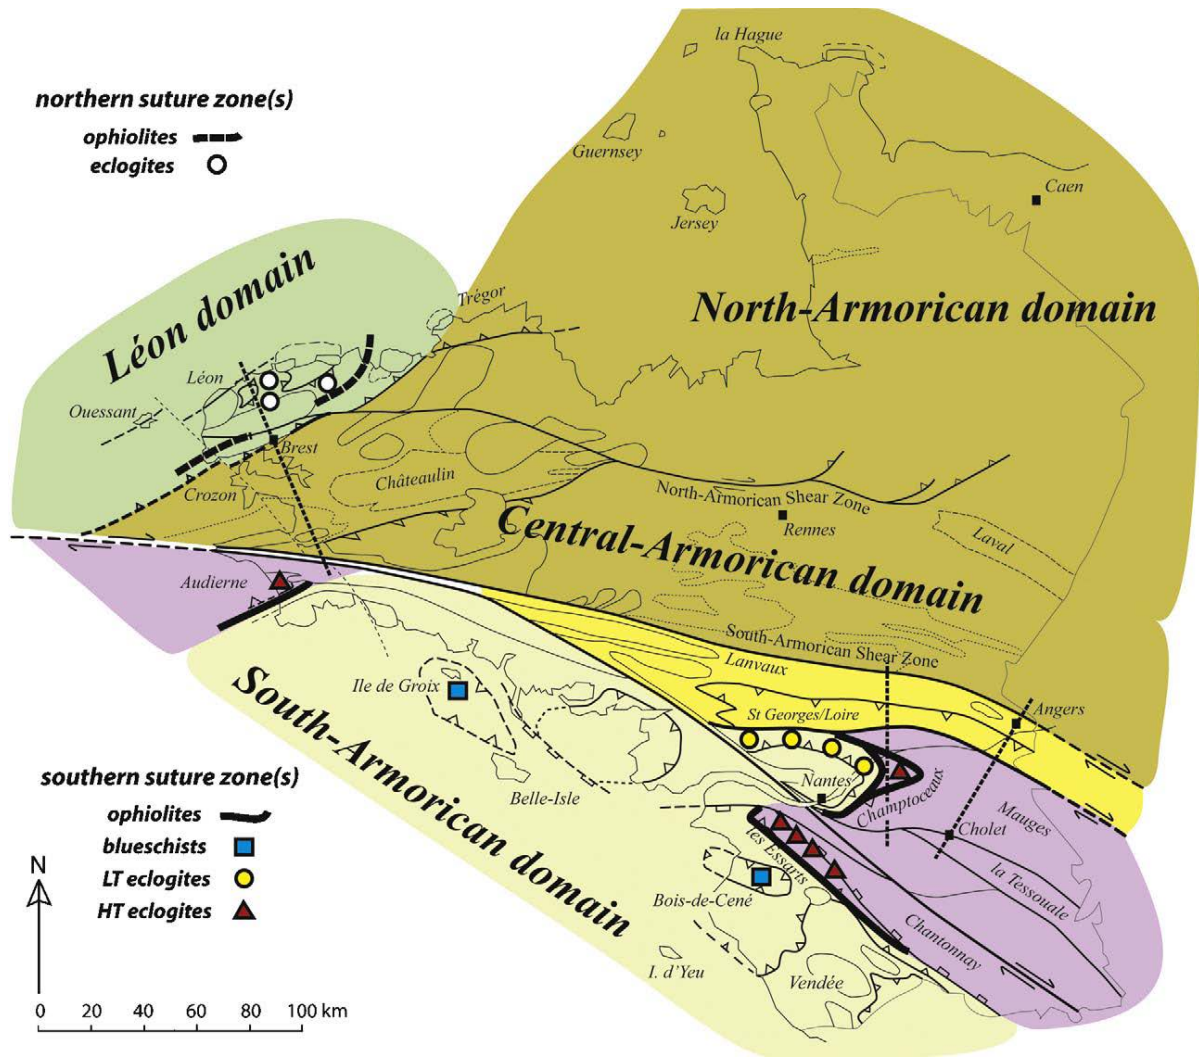 la Hague
northern suture zone(s)
ophiolites
eclogites
Guernsey
Caen
Jersey
Léon domain
Trégor
North-Armorican domain
Léon
Ouessant
Brest
Châteaulin
Crozon
North-Armorican Shear Zone
Rennes
Central-Armorican domain
Laval
Audierne
South-Armorican Shear Zone
Lanvaux
Ile de Groix
South-Armorican domain
St Georges/Loire
Angers
southern suture zone(s)
ophiolites
blueschists
LT eclogites
HT eclogites
Belle-Isle
Nantes
Champtoceaux
Mauges
Cholet
les Essarts
la Tessouale
Bois-de-Cené
Chantonnay
I. d'Yeu
Vendée
N
0 20 40 60 80 100 km